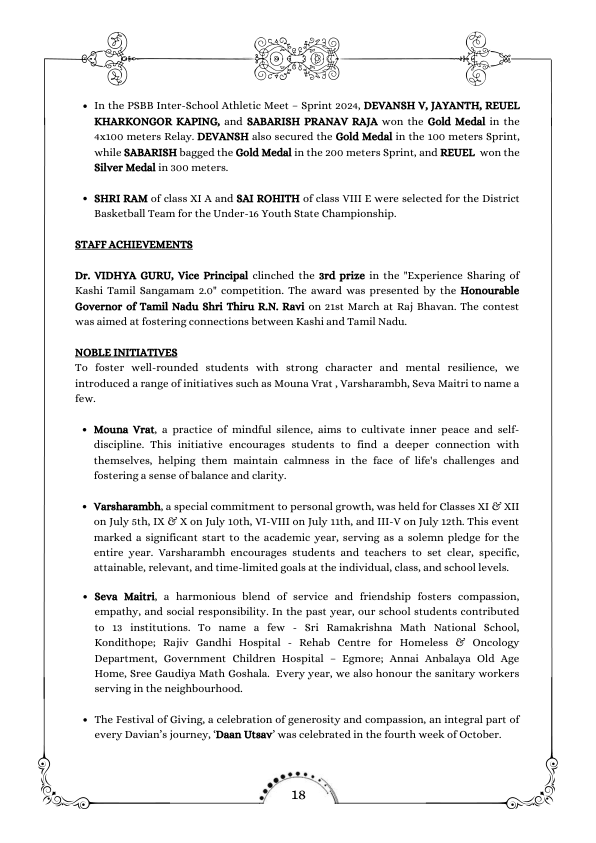 • In the PSBB Inter-School Athletic Meet – Sprint 2024, DEVANSH V, JAYANTH, REUEL
KHARKONGOR KAPING, and SABARISH PRANAV RAJA won the Gold Medal in the
4x100 meters Relay. DEVANSH also secured the Gold Medal in the 100 meters Sprint,
while SABARISH bagged the Gold Medal in the 200 meters Sprint, and REUEL won the
Silver Medal in 300 meters.
• SHRI RAM of class XI A and SAI ROHITH of class VIII E were selected for the District
Basketball Team for the Under-16 Youth State Championship.
STAFF ACHIEVEMENTS
Dr. VIDHYA GURU, Vice Principal clinched the 3rd prize in the "Experience Sharing of
Kashi Tamil Sangamam 2.0" competition. The award was presented by the Honourable
Governor of Tamil Nadu Shri Thiru R.N. Ravi on 21st March at Raj Bhavan. The contest
was aimed at fostering connections between Kashi and Tamil Nadu.
NOBLE INITIATIVES
To foster well-rounded students with strong character and mental resilience, we
introduced a range of initiatives such as Mouna Vrat , Varsharambh, Seva Maitri to name a
few.
• Mouna Vrat, a practice of mindful silence, aims to cultivate inner peace and self-
discipline. This initiative encourages students to find a deeper connection with
themselves, helping them maintain calmness in the face of life's challenges and
fostering a sense of balance and clarity.
• Varsharambh, a special commitment to personal growth, was held for Classes XI & XII
on July 5th, IX & X on July 10th, VI-VIII on July 11th, and III-V on July 12th. This event
marked a significant start to the academic year, serving as a solemn pledge for the
entire year. Varsharambh encourages students and teachers to set clear, specific,
attainable, relevant, and time-limited goals at the individual, class, and school levels.
• Seva Maitri, a harmonious blend of service and friendship fosters compassion,
empathy, and social responsibility. In the past year, our school students contributed
to 13 institutions. To name a few - Sri Ramakrishna Math National School,
Kondithope; Rajiv Gandhi Hospital - Rehab Centre for Homeless & Oncology
Department, Government Children Hospital – Egmore; Annai Anbalaya Old Age
Home, Sree Gaudiya Math Goshala. Every year, we also honour the sanitary workers
serving in the neighbourhood.
• The Festival of Giving, a celebration of generosity and compassion, an integral part of
every Davian’s journey, ‘Daan Utsav’ was celebrated in the fourth week of October.
18